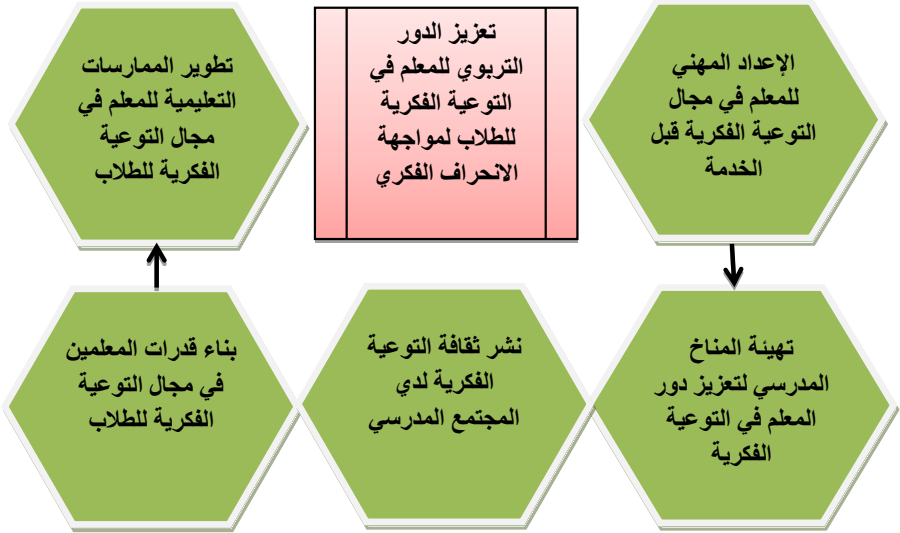 الإعداد المهني
للمعلم في مجال
التوعية الفكرية قبل
الخدمة
تعزيز الدور
التربوي للمعلم في
التوعية الفكرية
للطلاب لمواجهة
الانحراف الفكري
تطوير الممارسات
التعليمية للمعلم في
مجال التوعية
الفكرية للطلاب
تهيئة المناخ
المدرسي لتعزيز دور
المعلم في التوعية
الفكرية
نشر ثقافة التوعية
الفكرية لدي
المجتمع المدرسي
بناء قدرات المعلمين
في مجال التوعية
الفكرية للطلاب